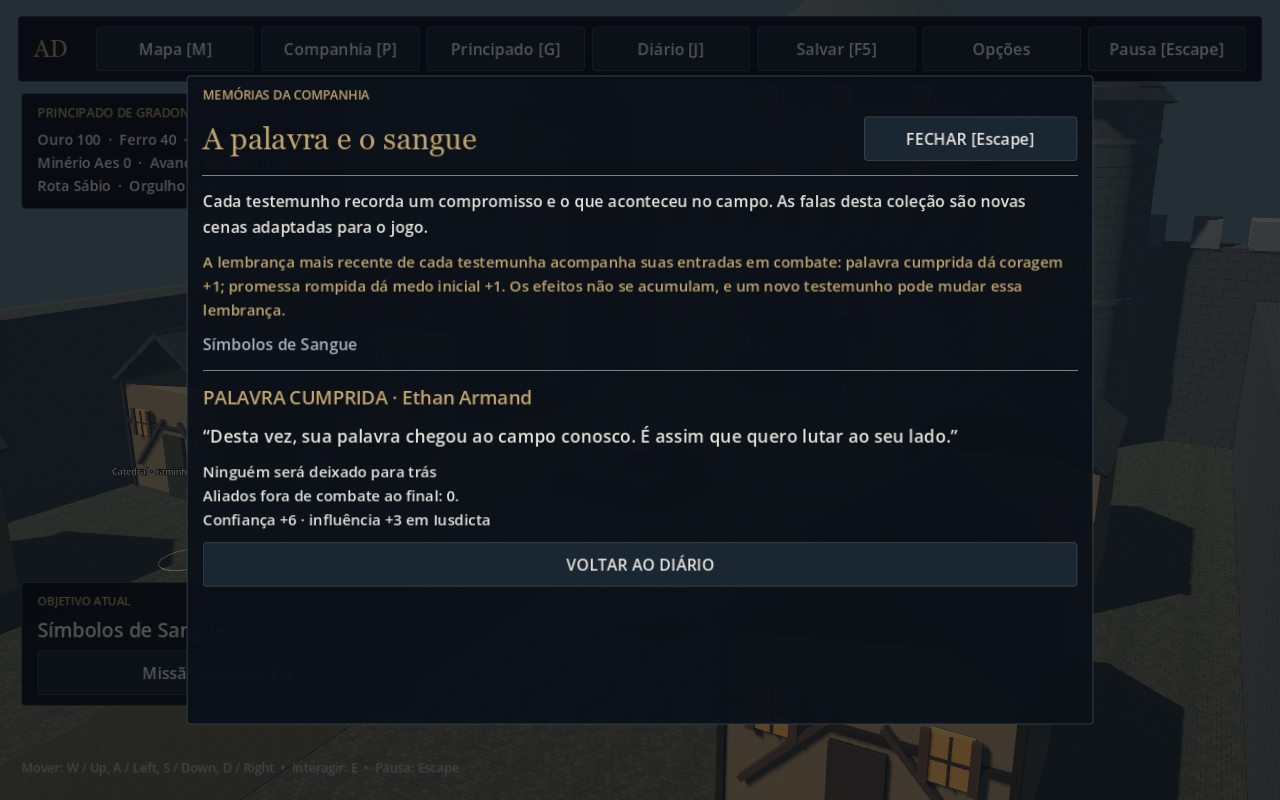 AD
Mapa [M]
Companhia [P]
Principado [G]
Diário [J]
Salvar [F5]
Opções
Pausa [Escape]
PRINCIPADO DE GRADON
Ouro 100 · Ferro 40 ·
Minério Aes 0 ·
Rota Sábio · Orgulho
MEMÓRIAS DA COMPANHIA
A palavra e o sangue
FECHAR [Escape]
Cada testemunho recorda um compromisso e o que aconteceu no campo. As falas desta coleção são novas
cenas adaptadas para o jogo.
A lembrança mais recente de cada testemunha acompanha suas entradas em combate: palavra cumprida dá coragem
+1; promessa rompida dá medo inicial +1. Os efeitos não se acumulam, e um novo testemunho pode mudar essa
lembrança.
Símbolos de Sangue
PALAVRA CUMPRIDA · Ethan Armand
“Desta vez, sua palavra chegou ao campo conosco. É assim que quero lutar ao seu lado.”
Ninguém será deixado para trás
Aliados fora de combate ao final: 0.
Confiança +6 · influência +3 em Iusdicta
VOLTAR AO DIÁRIO
OBJETIVO ATUAL
Símbolos de Sangue
Mover: W / Up, A / Left, S / Down, D / Right • Interagir: E • Pausa: Escape